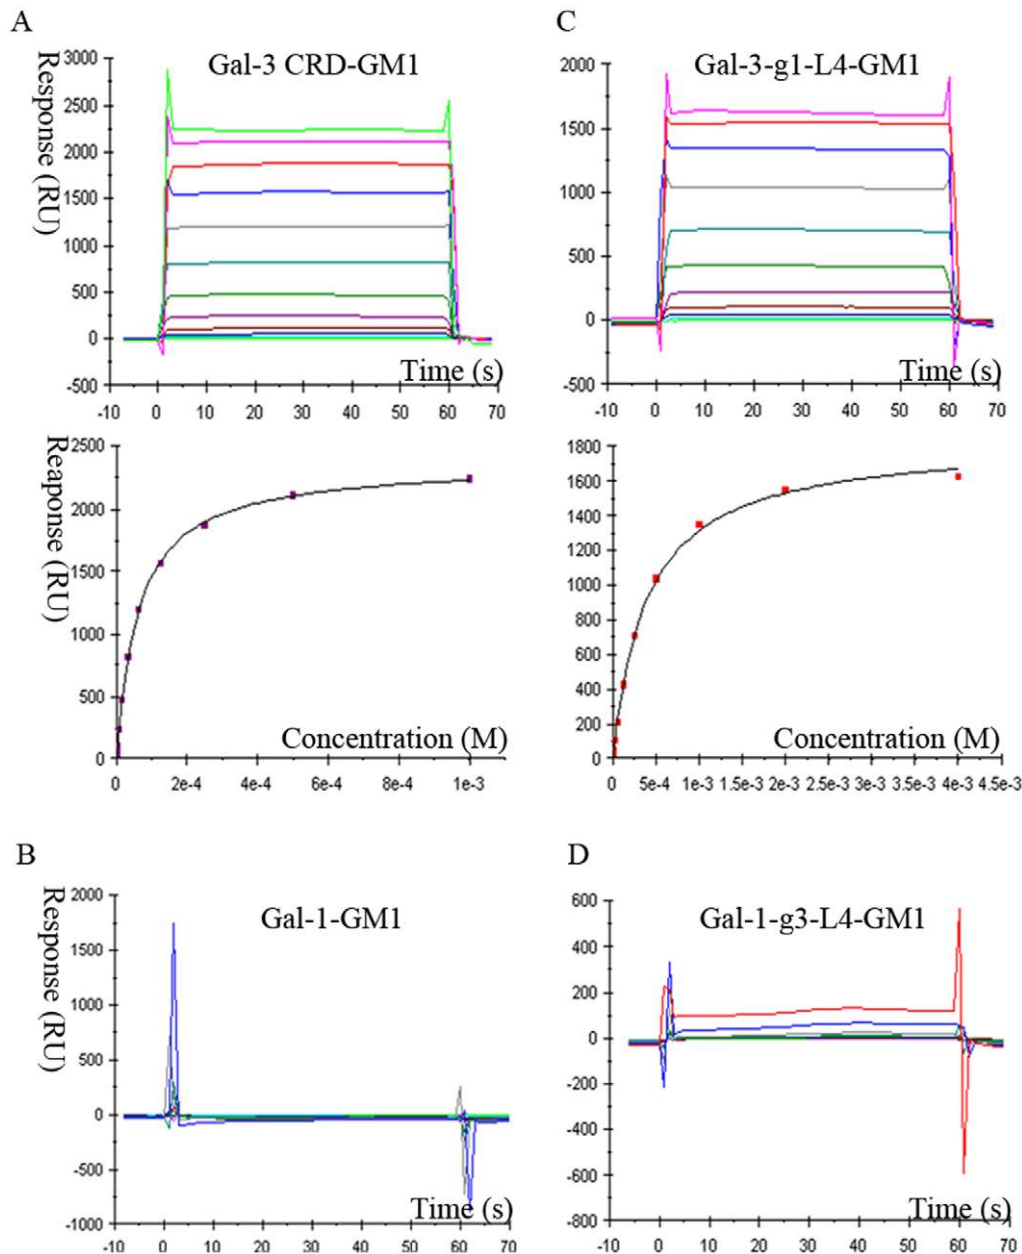 A
Gal-3 CRD-GM1
Response (RU)
3000
2500
2000
1500
1000
500
0
-500
Time (s)
-10 0 10 20 30 40 50 60 70
Reaponse (RU)
2500
2000
1500
1000
500
0
Concentration (M)
0 2e-4 4e-4 6e-4 8e-4 1e-3
C
Gal-3-g1-L4-GM1
2000
1500
1000
500
0
-500
Time (s)
-10 0 10 20 30 40 50 60 70
1800
1600
1400
1200
1000
800
600
400
200
0
Concentration (M)
0 5e-4 1e-3 1.5e-3 2e-3 2.5e-3 3e-3 3.5e-3 4e-3 4.5e-3
B
Gal-1-GM1
Response (RU)
2000
1500
1000
500
0
-500
-1000
Time (s)
-10 0 10 20 30 40 50 60 70
D
Gal-1-g3-L4-GM1
600
400
200
0
-200
-400
-600
-800
Time (s)
-10 0 10 20 30 40 50 60 70